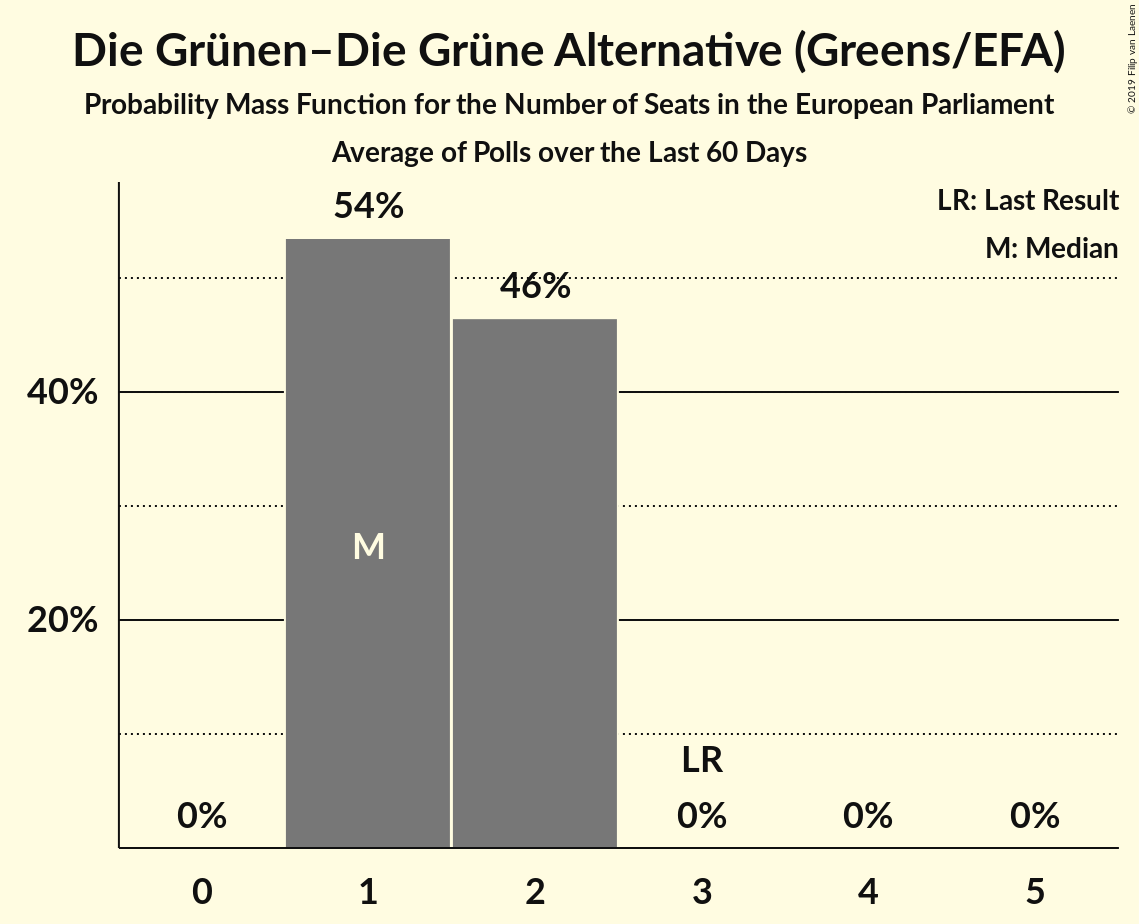 Die Grünen–Die Grüne Alternative (Greens/EFA)
Probability Mass Function for the Number of Seats in the European Parliament
Average of Polls over the Last 60 Days
© 2019 Filip van Laenen
LR: Last Result
M: Median
54%
46%
40%
M
20%
LR
0%
0%
0%
0%
0
1
2
3
4
5